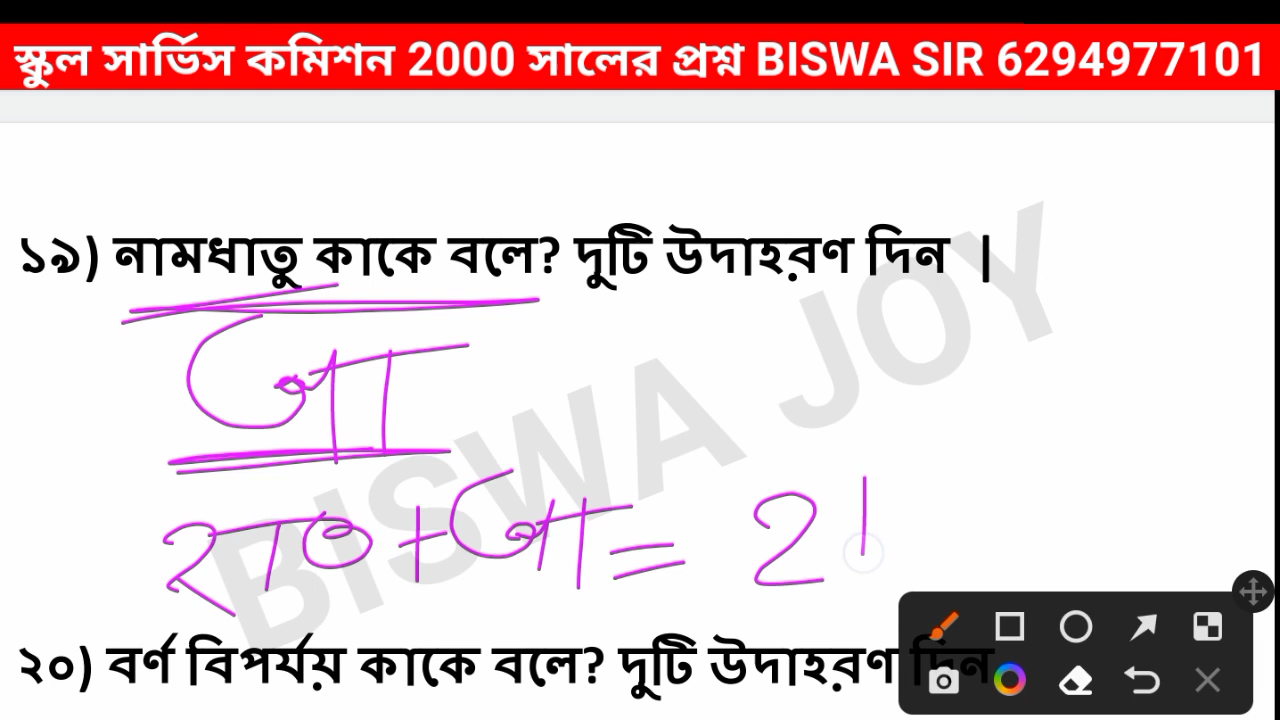 স্কুল সার্ভিস কমিশন 2000 সালের প্রশ্ন BISWA SIR 6294977101
১৯) নামধাতু কাকে বলে? দুটি উদাহরণ দিন |
আ
হাত + আ = হা
BISWA JOY
২০) বর্ণ বিপর্যয় কাকে বলে? দুটি উদাহরণ দিন